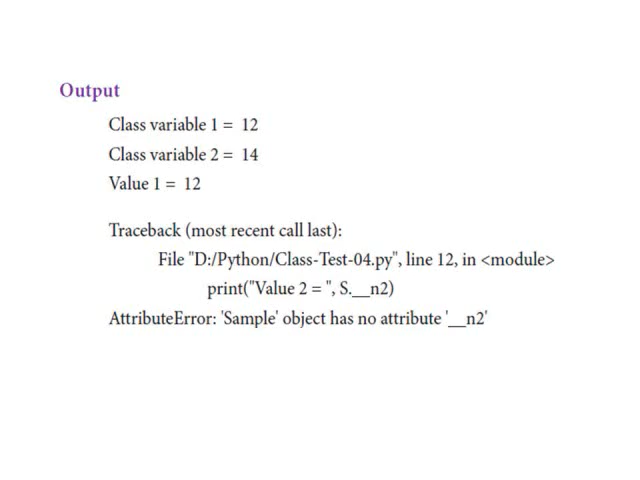 Output
Class variable 1 = 12
Class variable 2 = 14
Value 1 = 12
Traceback (most recent call last):
File "D:/Python/Class-Test-04.py", line 12, in <module>
print("Value 2 = ", S.__n2)
AttributeError: 'Sample' object has no attribute '__n2'